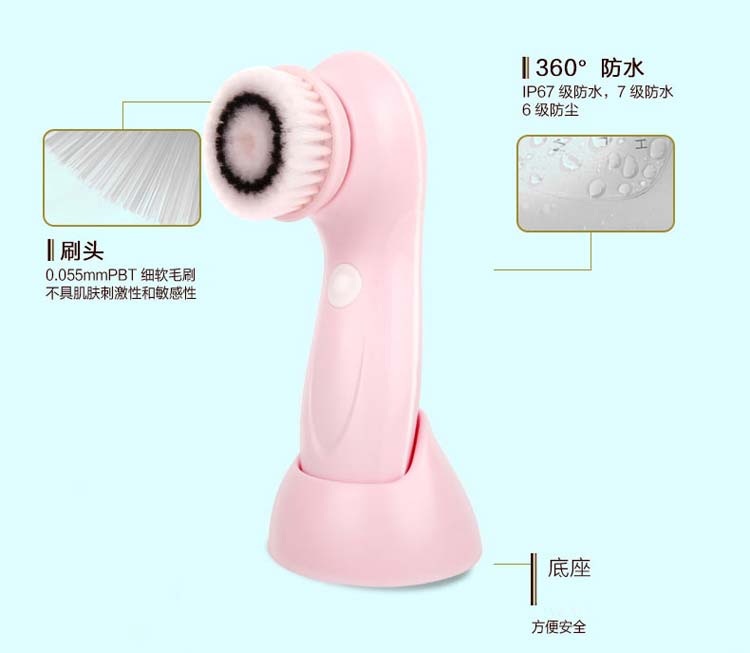 360° 防水
IP67 级防水，7 级防水
6 级防尘
刷头
0.055mmPBT 细软毛刷
不具肌肤刺激性和敏感性
底座
方便安全